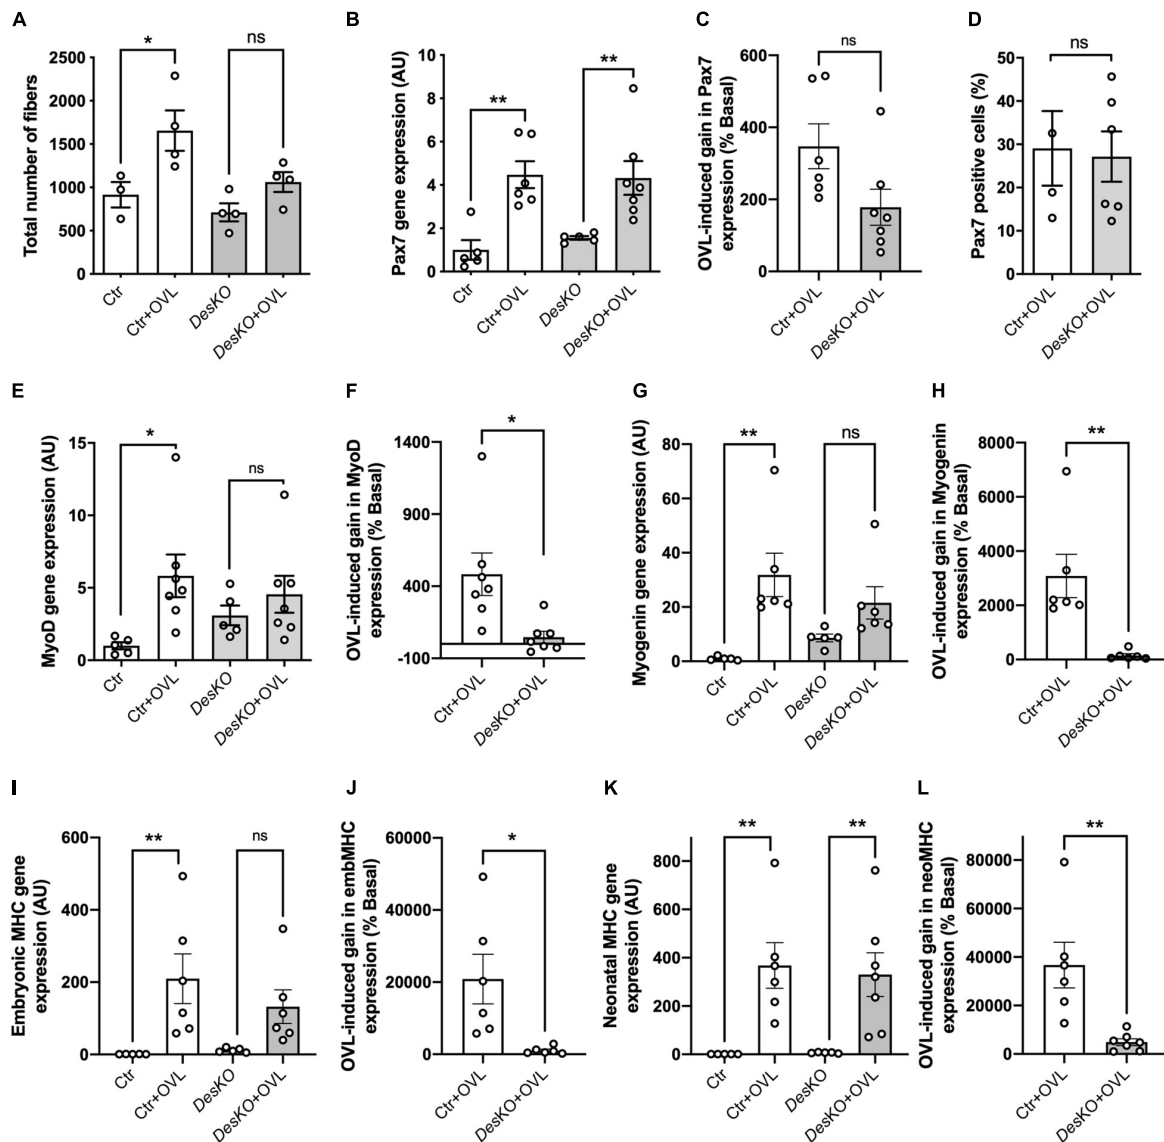 A
Total number of fibers
2500
2000
1500
1000
500
0
*
ns
Ctr
Ctr+OVL
DesKO
DesKO+OVL
B
Pax7 gene expression (AU)
10
8
6
4
2
0
**
**
Ctr
Ctr+OVL
DesKO
DesKO+OVL
C
OVL-induced gain in Pax7
expression (% Basal)
600
400
200
0
ns
Ctr+OVL
DesKO+OVL
D
Pax7 positive cells (%)
50
40
30
20
10
0
ns
Ctr+OVL
DesKO+OVL
E
MyoD gene expression (AU)
15
10
5
0
*
ns
Ctr
Ctr+OVL
DesKO
DesKO+OVL
F
OVL-induced gain in MyoD
expression (% Basal)
1400
900
400
-100
*
Ctr+OVL
DesKO+OVL
G
Myogenin gene expression (AU)
80
60
40
20
0
**
ns
Ctr
Ctr+OVL
DesKO
DesKO+OVL
H
OVL-induced gain in Myogenin
expression (% Basal)
8000
6000
4000
2000
0
**
Ctr+OVL
DesKO+OVL
I
Embryonic MHC gene
expression (AU)
600
400
200
0
**
ns
Ctr
Ctr+OVL
DesKO
DesKO+OVL
J
OVL-induced gain in embMHC
expression (% Basal)
60000
40000
20000
0
*
Ctr+OVL
DesKO+OVL
K
Neonatal MHC gene
expression (AU)
800
600
400
200
0
**
**
Ctr
Ctr+OVL
DesKO
DesKO+OVL
L
OVL-induced gain in neoMHC
expression (% Basal)
80000
60000
40000
20000
0
**
Ctr+OVL
DesKO+OVL